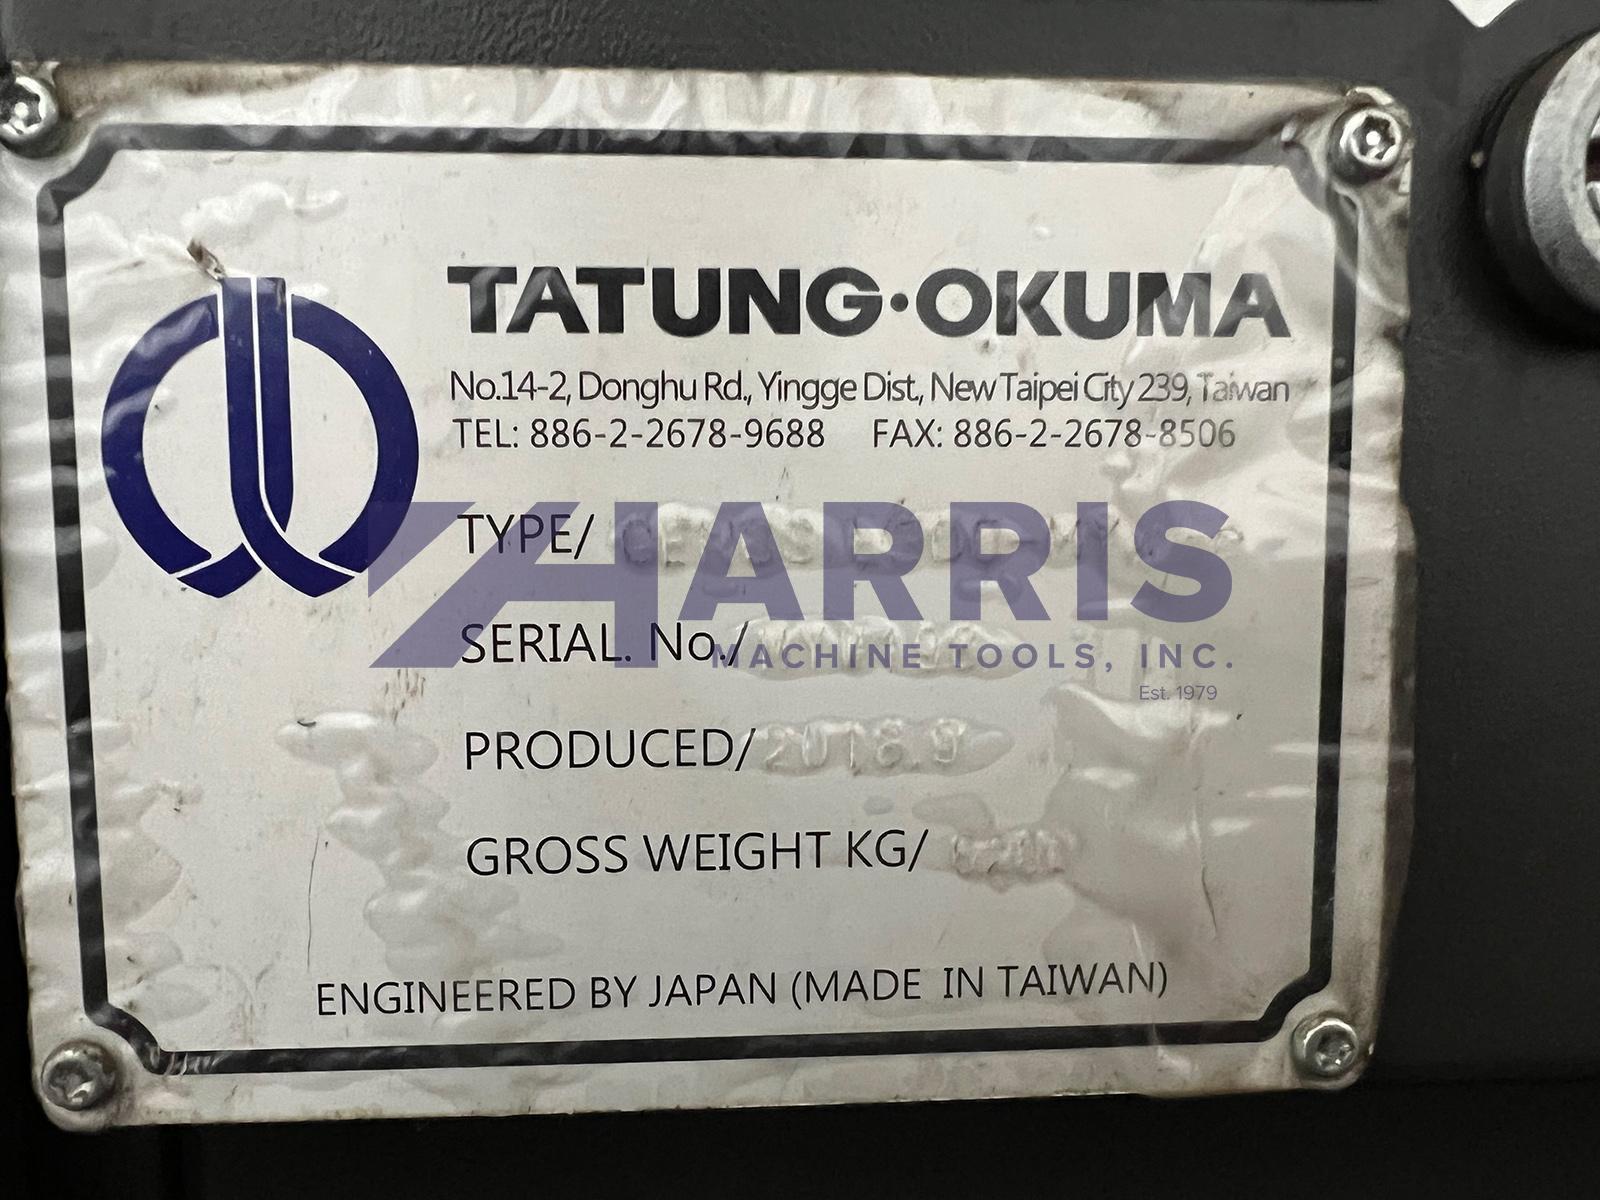 TATUNG·OKUMA
No.14-2, Donghu Rd., Yingge Dist, New Taipei City 239, Taiwan
TEL: 886-2-2678-9688 FAX: 886-2-2678-8506
TYPE/
HARRIS
SERIAL. No./
MACHINE TOOLS, INC.
Est. 1979
PRODUCED/ 2018.9
GROSS WEIGHT KG/
ENGINEERED BY JAPAN (MADE IN TAIWAN)